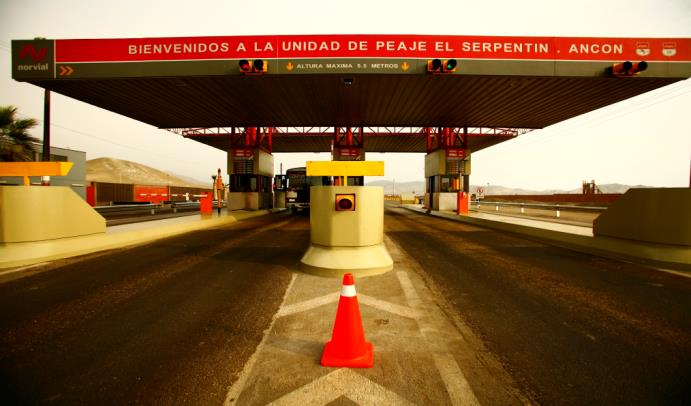 BIENVENIDOS A LA UNIDAD DE PEAJE EL SERPENTIN . ANCON
norvial
ALTURA MAXIMA 5.5 METROS